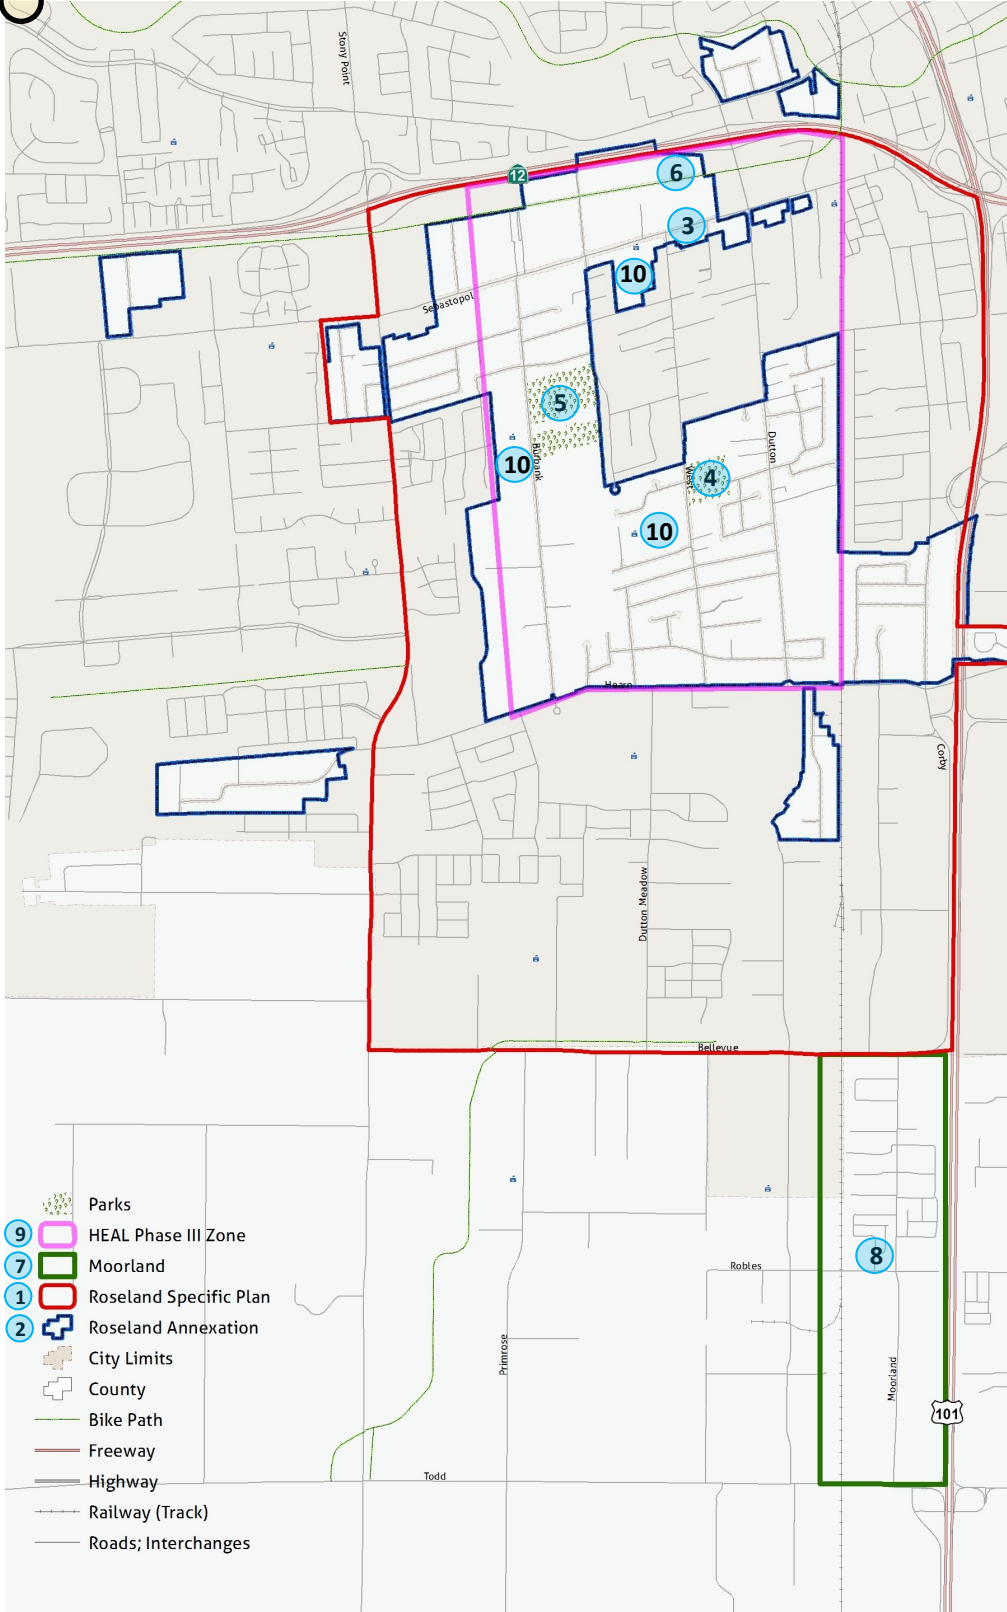 Stony Point
12
6
3
10
Sebastopol
5
Burbank
10
Dutton
West
4
10
Hearn
Corby
Dutton Meadow
Bellevue
Parks
9 HEAL Phase III Zone
7 Moorland
1 Roseland Specific Plan
2 Roseland Annexation
City Limits
County
Bike Path
Freeway
Highway
Railway (Track)
Roads; Interchanges
8
Robles
Primrose
Moorland
101
Todd